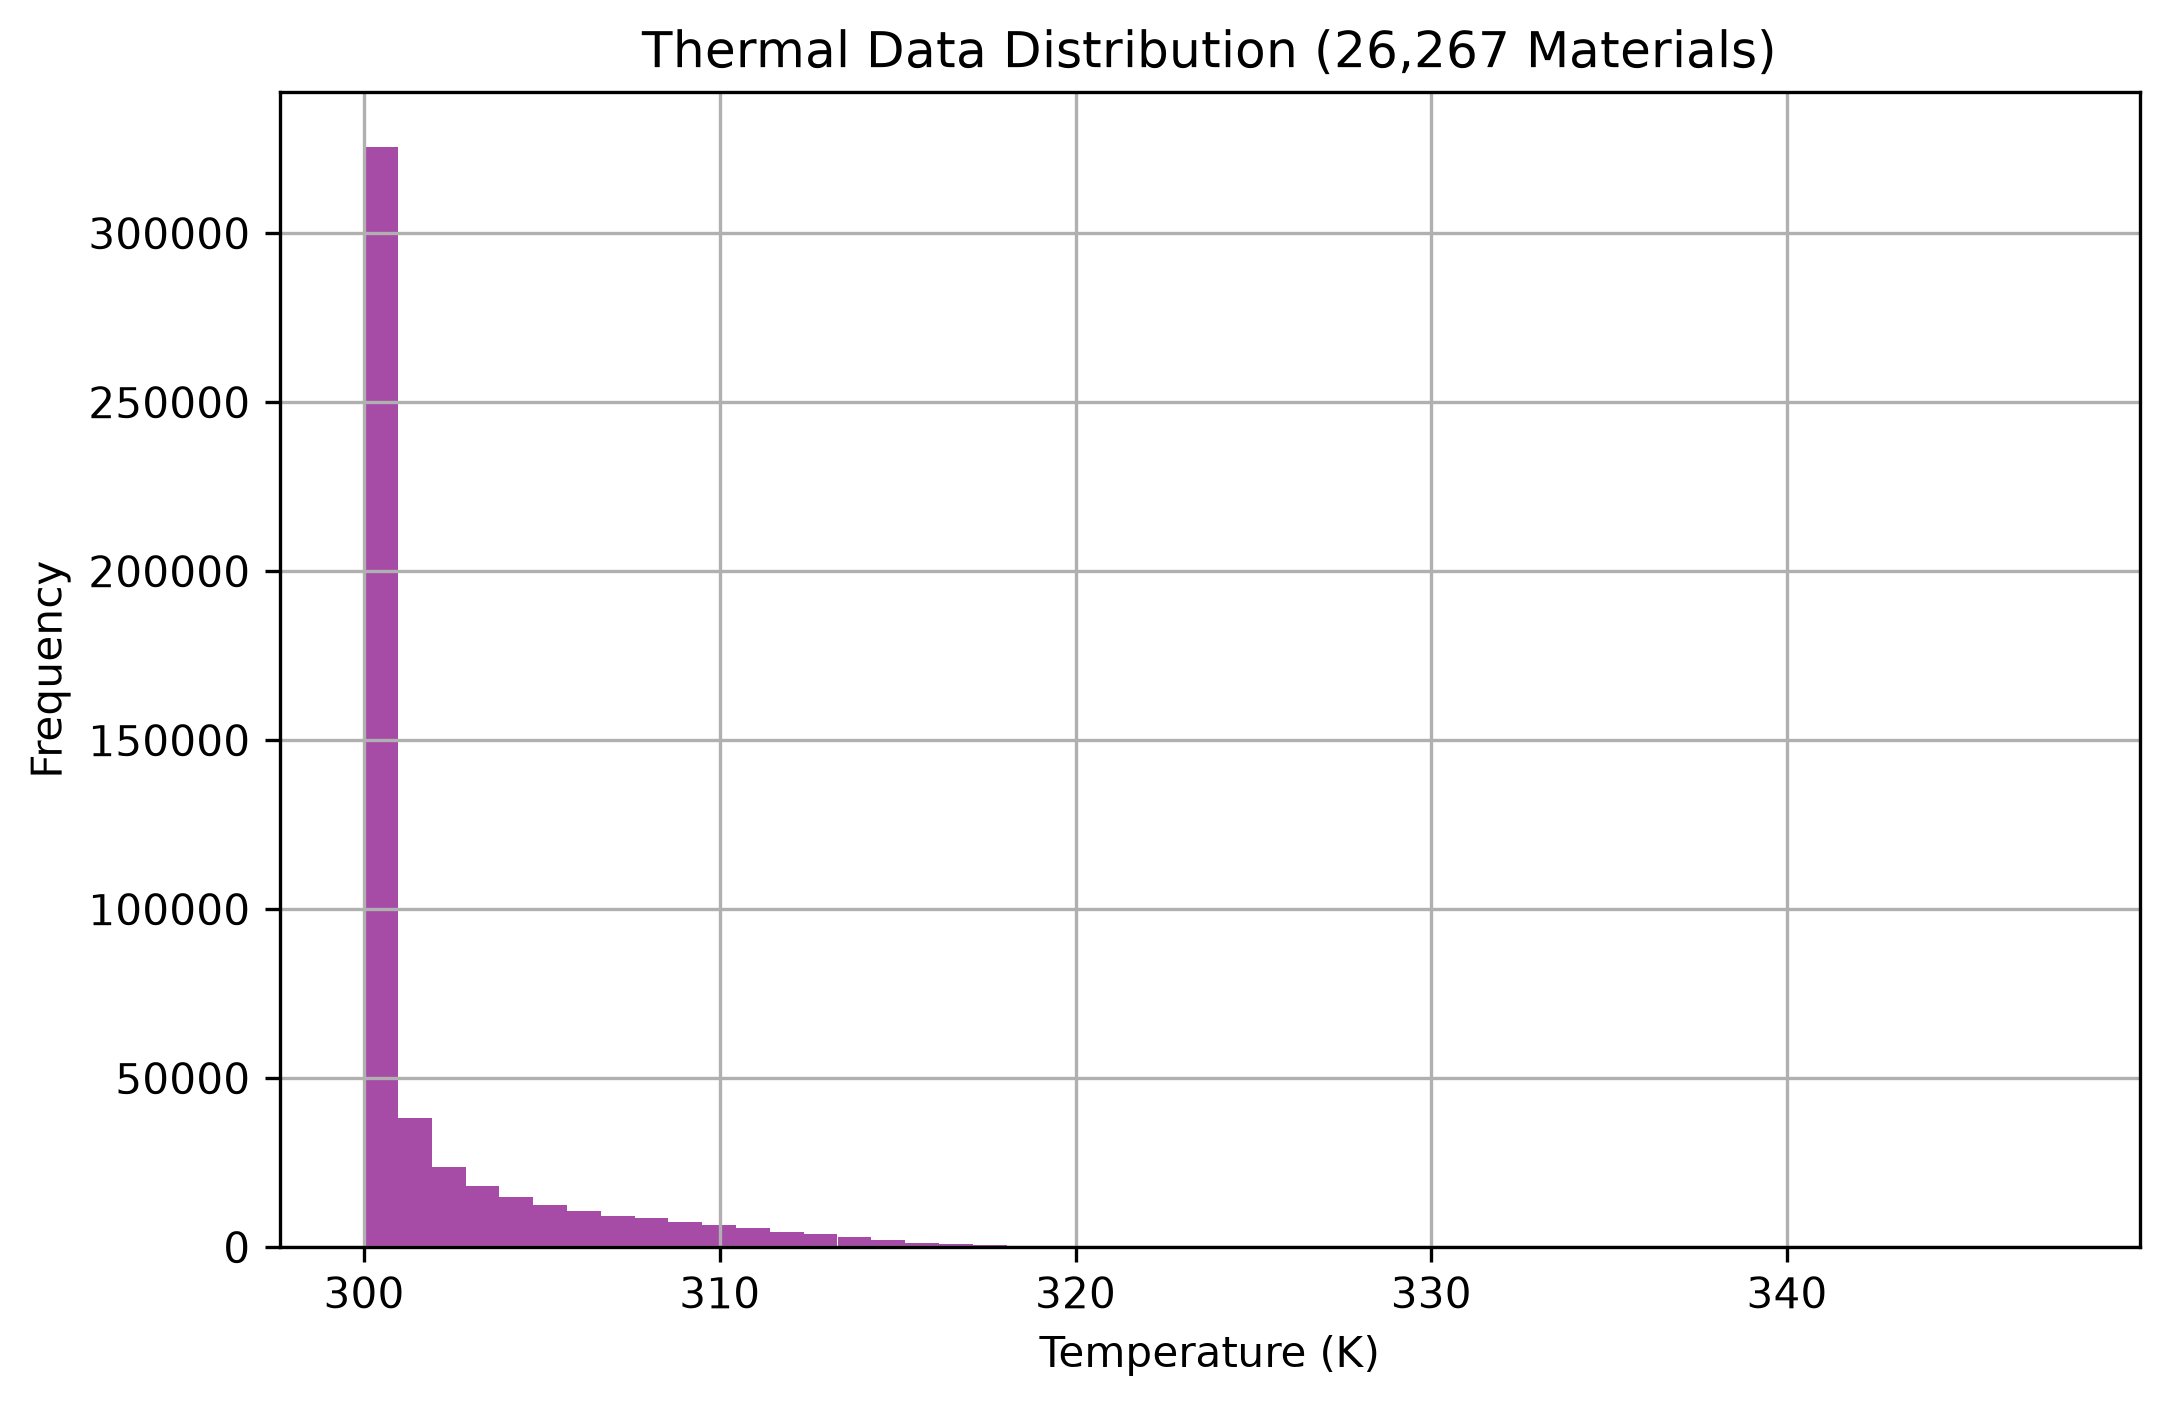 Thermal Data Distribution (26,267 Materials)
300000
250000
200000
150000
100000
50000
0
Frequency
300 310 320 330 340
Temperature (K)